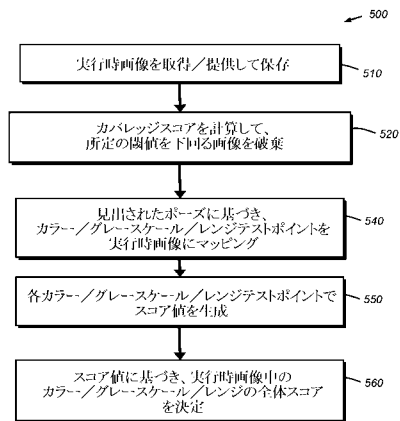 500
実行時画像を取得／提供して保存
510
カバレッジスコアを計算して、
所定の閾値を下回る画像を破棄
520
見出されたポーズに基づき、
カラー／グレースケール／レンジテストポイントを
実行時画像にマッピング
540
各カラー／グレースケール／レンジテストポイントで
スコア値を生成
550
スコア値に基づき、実行時画像中の
カラー／グレースケール／レンジの全体スコア
を決定
560